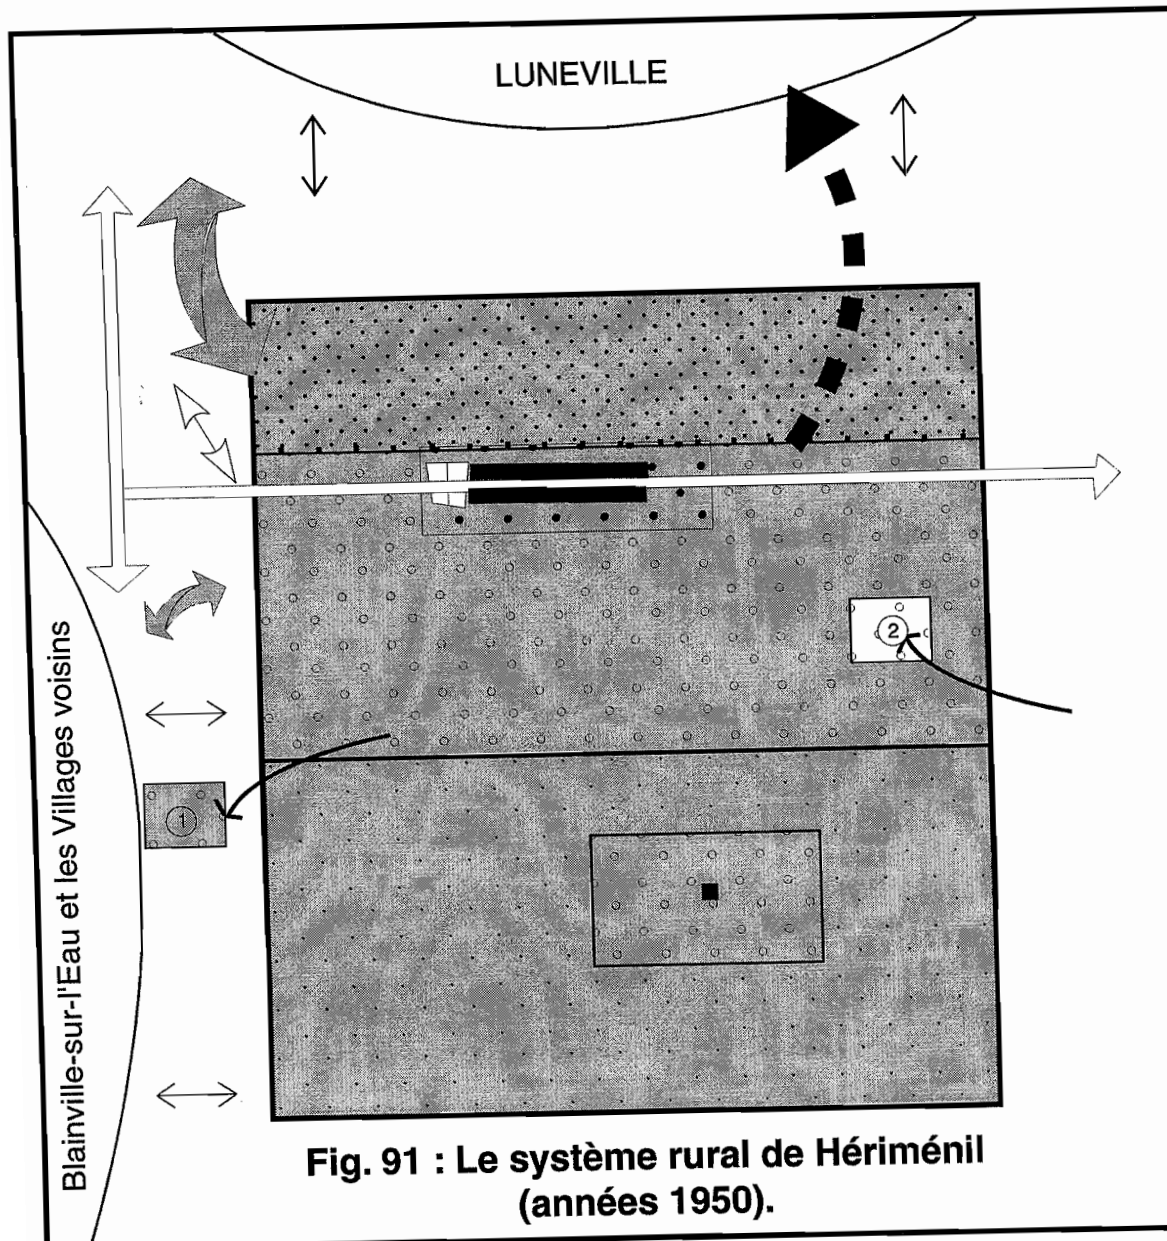 LUNEVILLE
Blainville-sur-l'Eau et les Villages voisins
2
1
Fig. 91 : Le système rural de Hériménil
(années 1950).